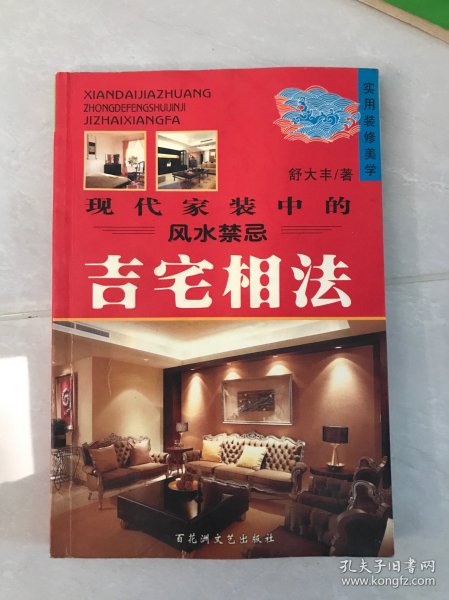 XIANDAIJIAZHUANG
ZHONGDEFENGSHUIJINJI
JIZHAIXIANGFA
实用装修美学
舒大丰/著
现代家装中的
风水禁忌
吉宅相法
百花洲文艺出版社
孔夫子旧书网
www.kongfz.com